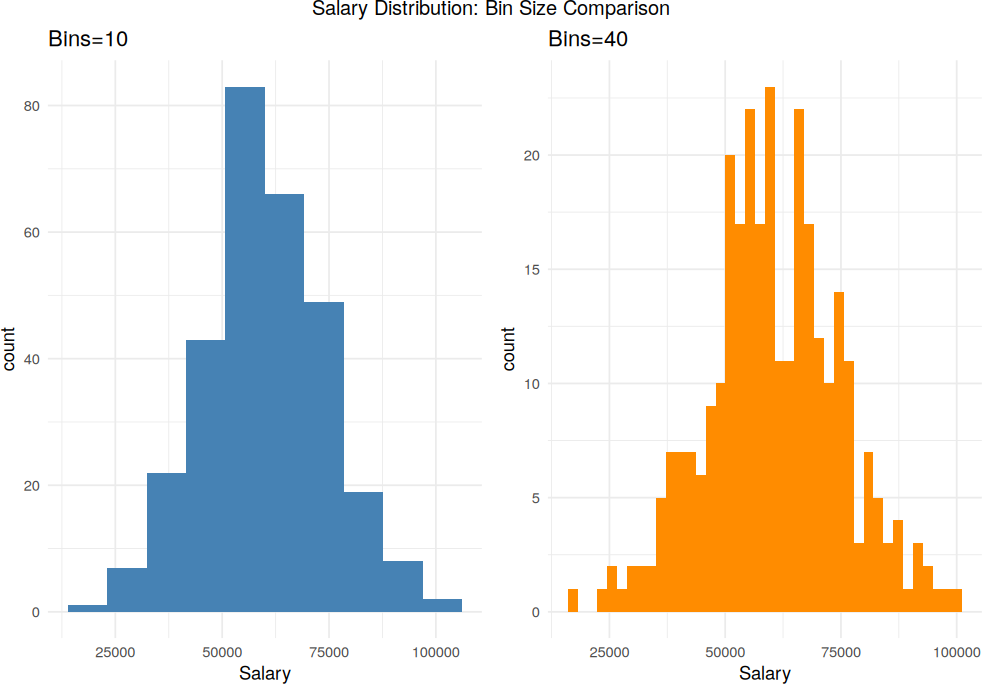 Salary Distribution: Bin Size Comparison
Bins=10
count
80
60
40
20
0
25000 50000 75000 100000
Salary
Bins=40
count
20
15
10
5
0
25000 50000 75000 100000
Salary